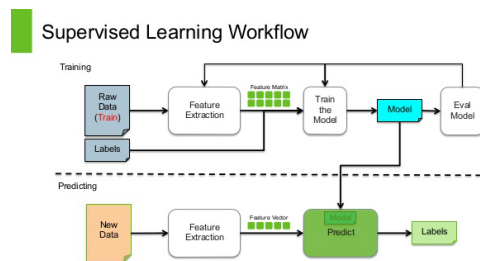 Supervised Learning Workflow
Training
Raw
Data
(Train)
Labels
Feature
Extraction
Feature Matrix
Train
the
Model
Model
Eval
Model
Predicting
New
Data
Feature
Extraction
Feature Vector
Model
Predict
Labels